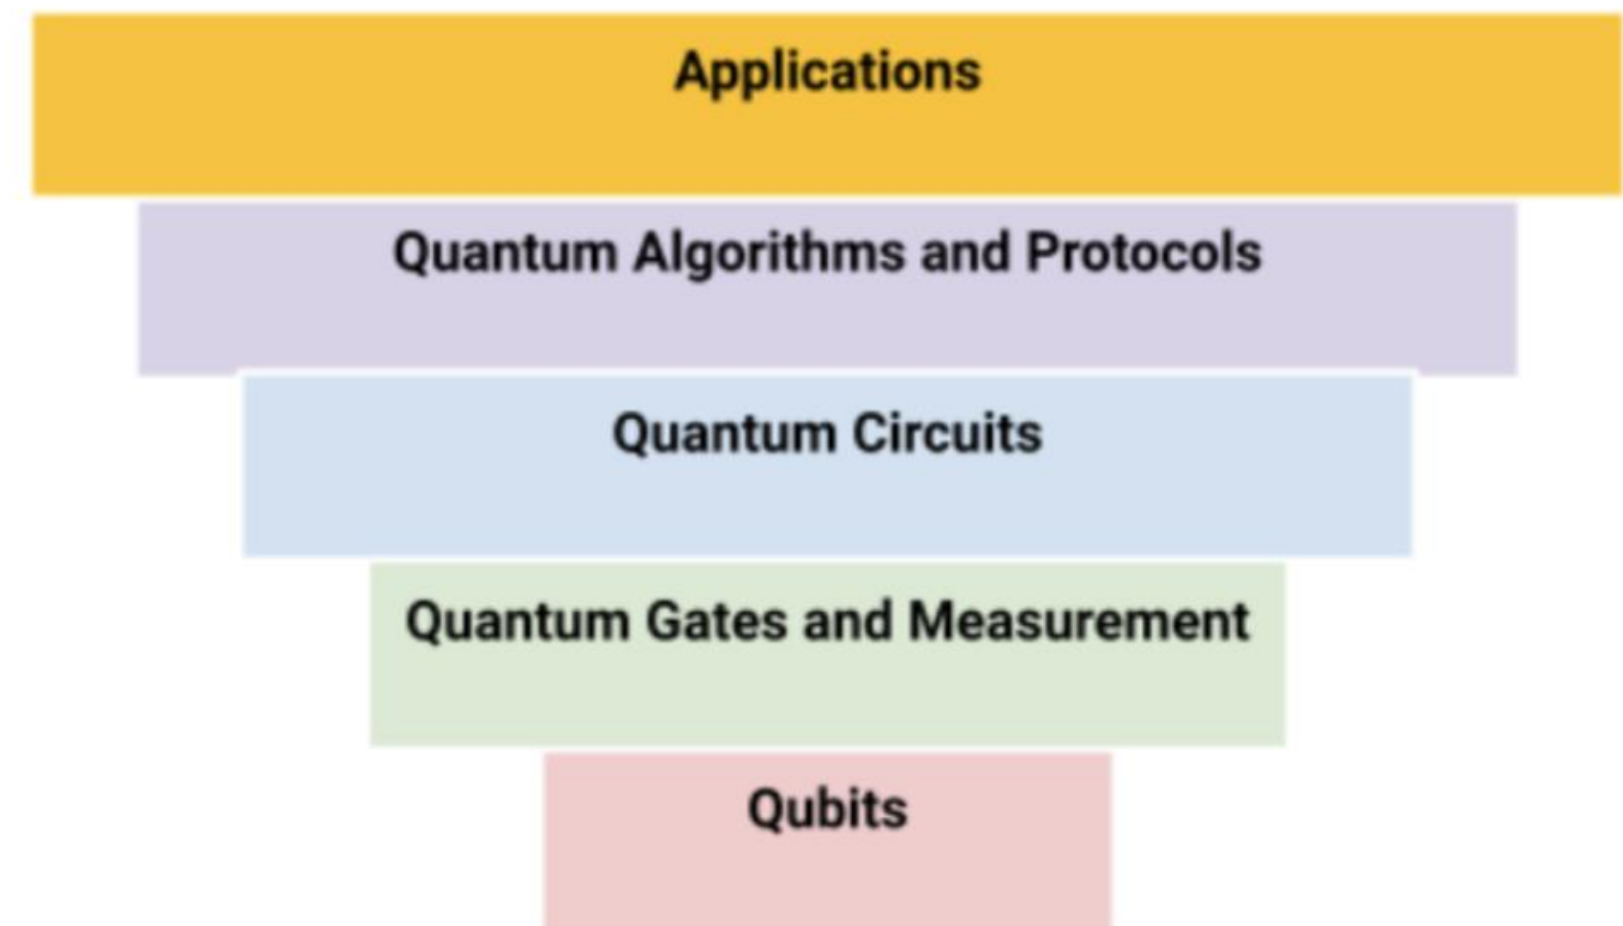 Applications
Quantum Algorithms and Protocols
Quantum Circuits
Quantum Gates and Measurement
Qubits